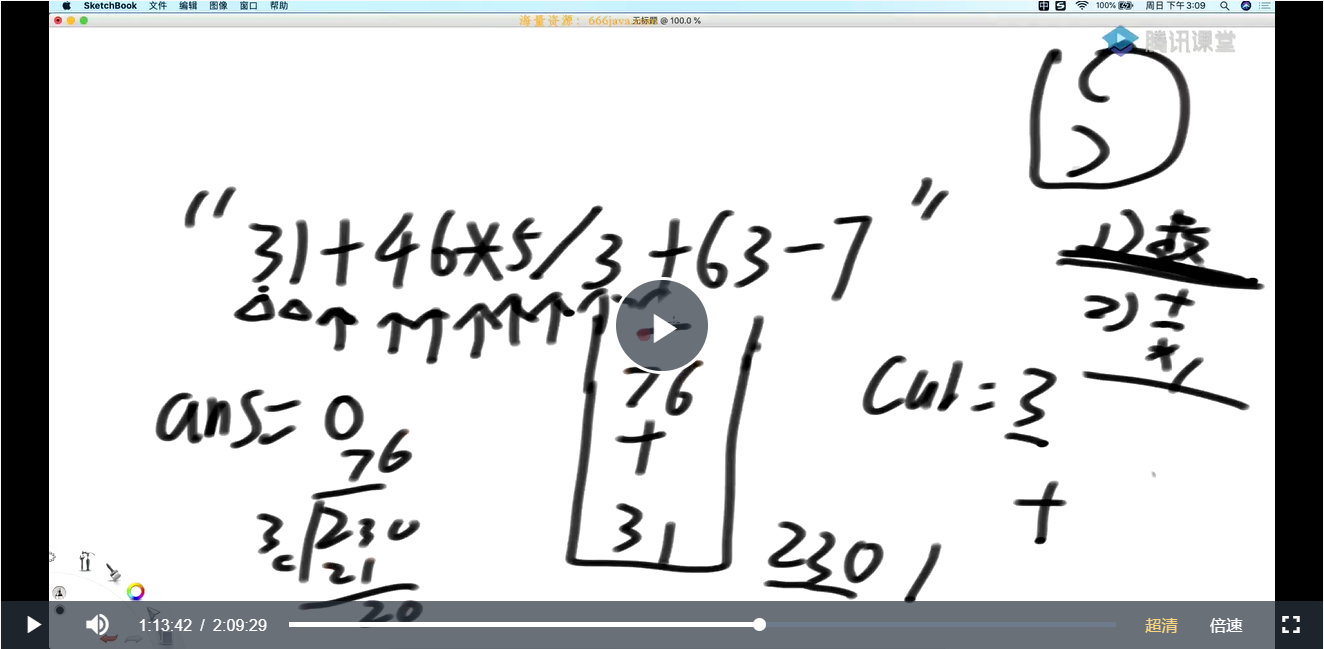 SketchBook 文件 编辑 图像 窗口 帮助 100% 周日 下午3:09
海量资源：666java 无标题 @ 100.0 %
腾讯课堂
"31+46*5/3+63-7"
1)
2) + - * /
ans=0
76
+
31
cur=3
+
76
3 230
21
20
230 /
1:13:42 / 2:09:29 超清 倍速